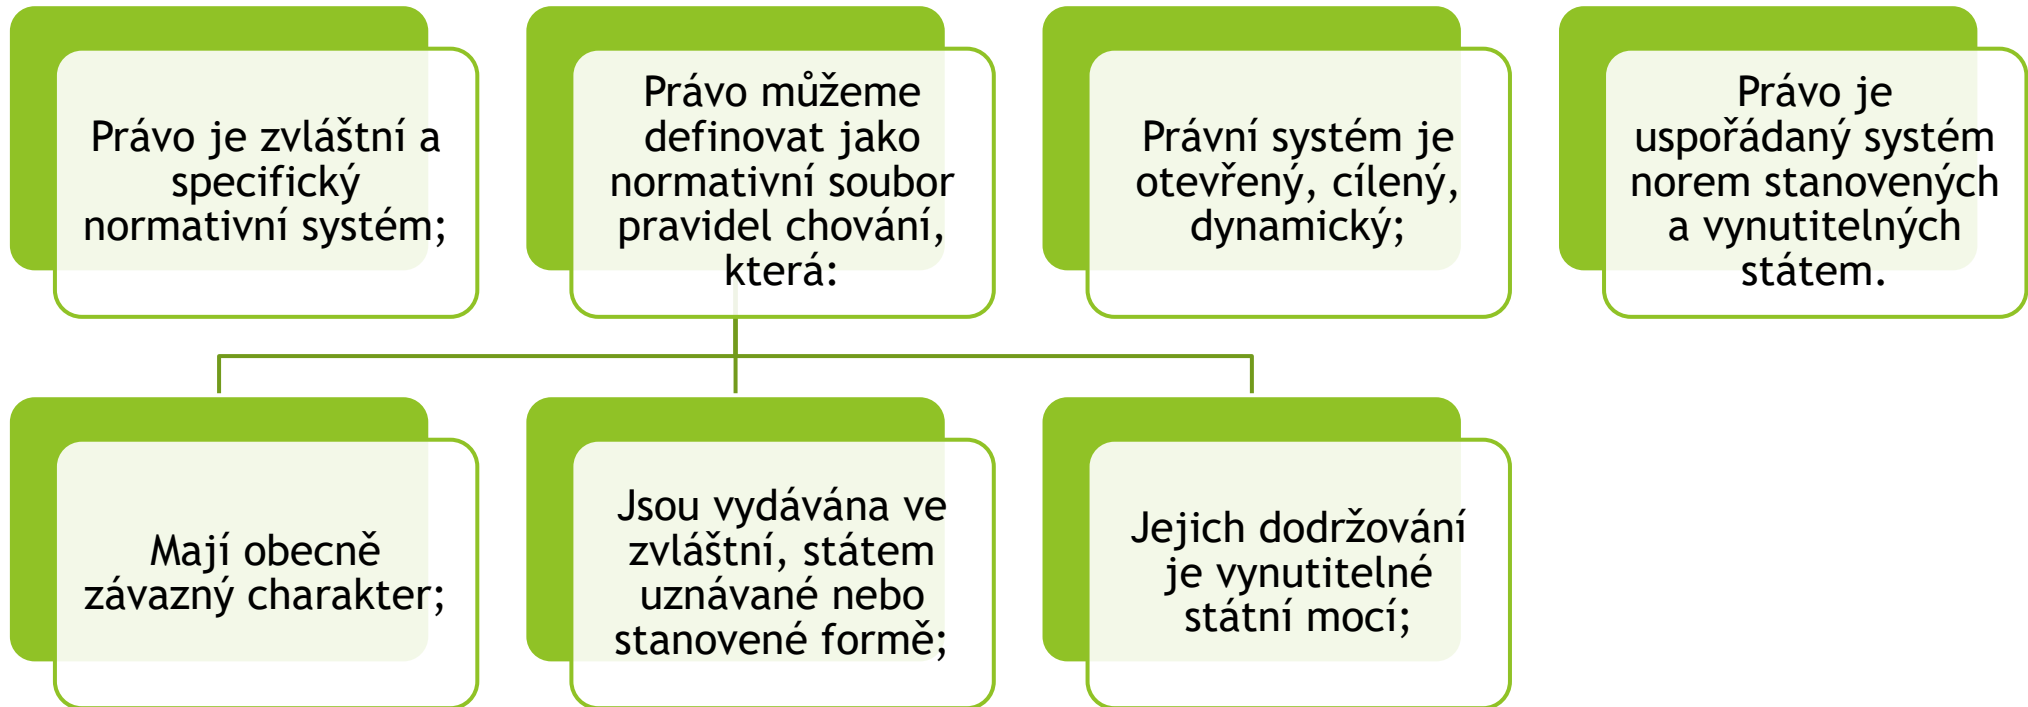 Právo je zvláštní a
specifický
normativní systém;
Právo můžeme
definovat jako
normativní soubor
pravidel chování,
která:
Právní systém je
otevřený, cílený,
dynamický;
Právo je
uspořádaný systém
norem stanovených
a vynutitelných
státem.
Mají obecně
závazný charakter;
Jsou vydávána ve
zvláštní, státem
uznávané nebo
stanovené formě;
Jejich dodržování
je vynutitelné
státní mocí;